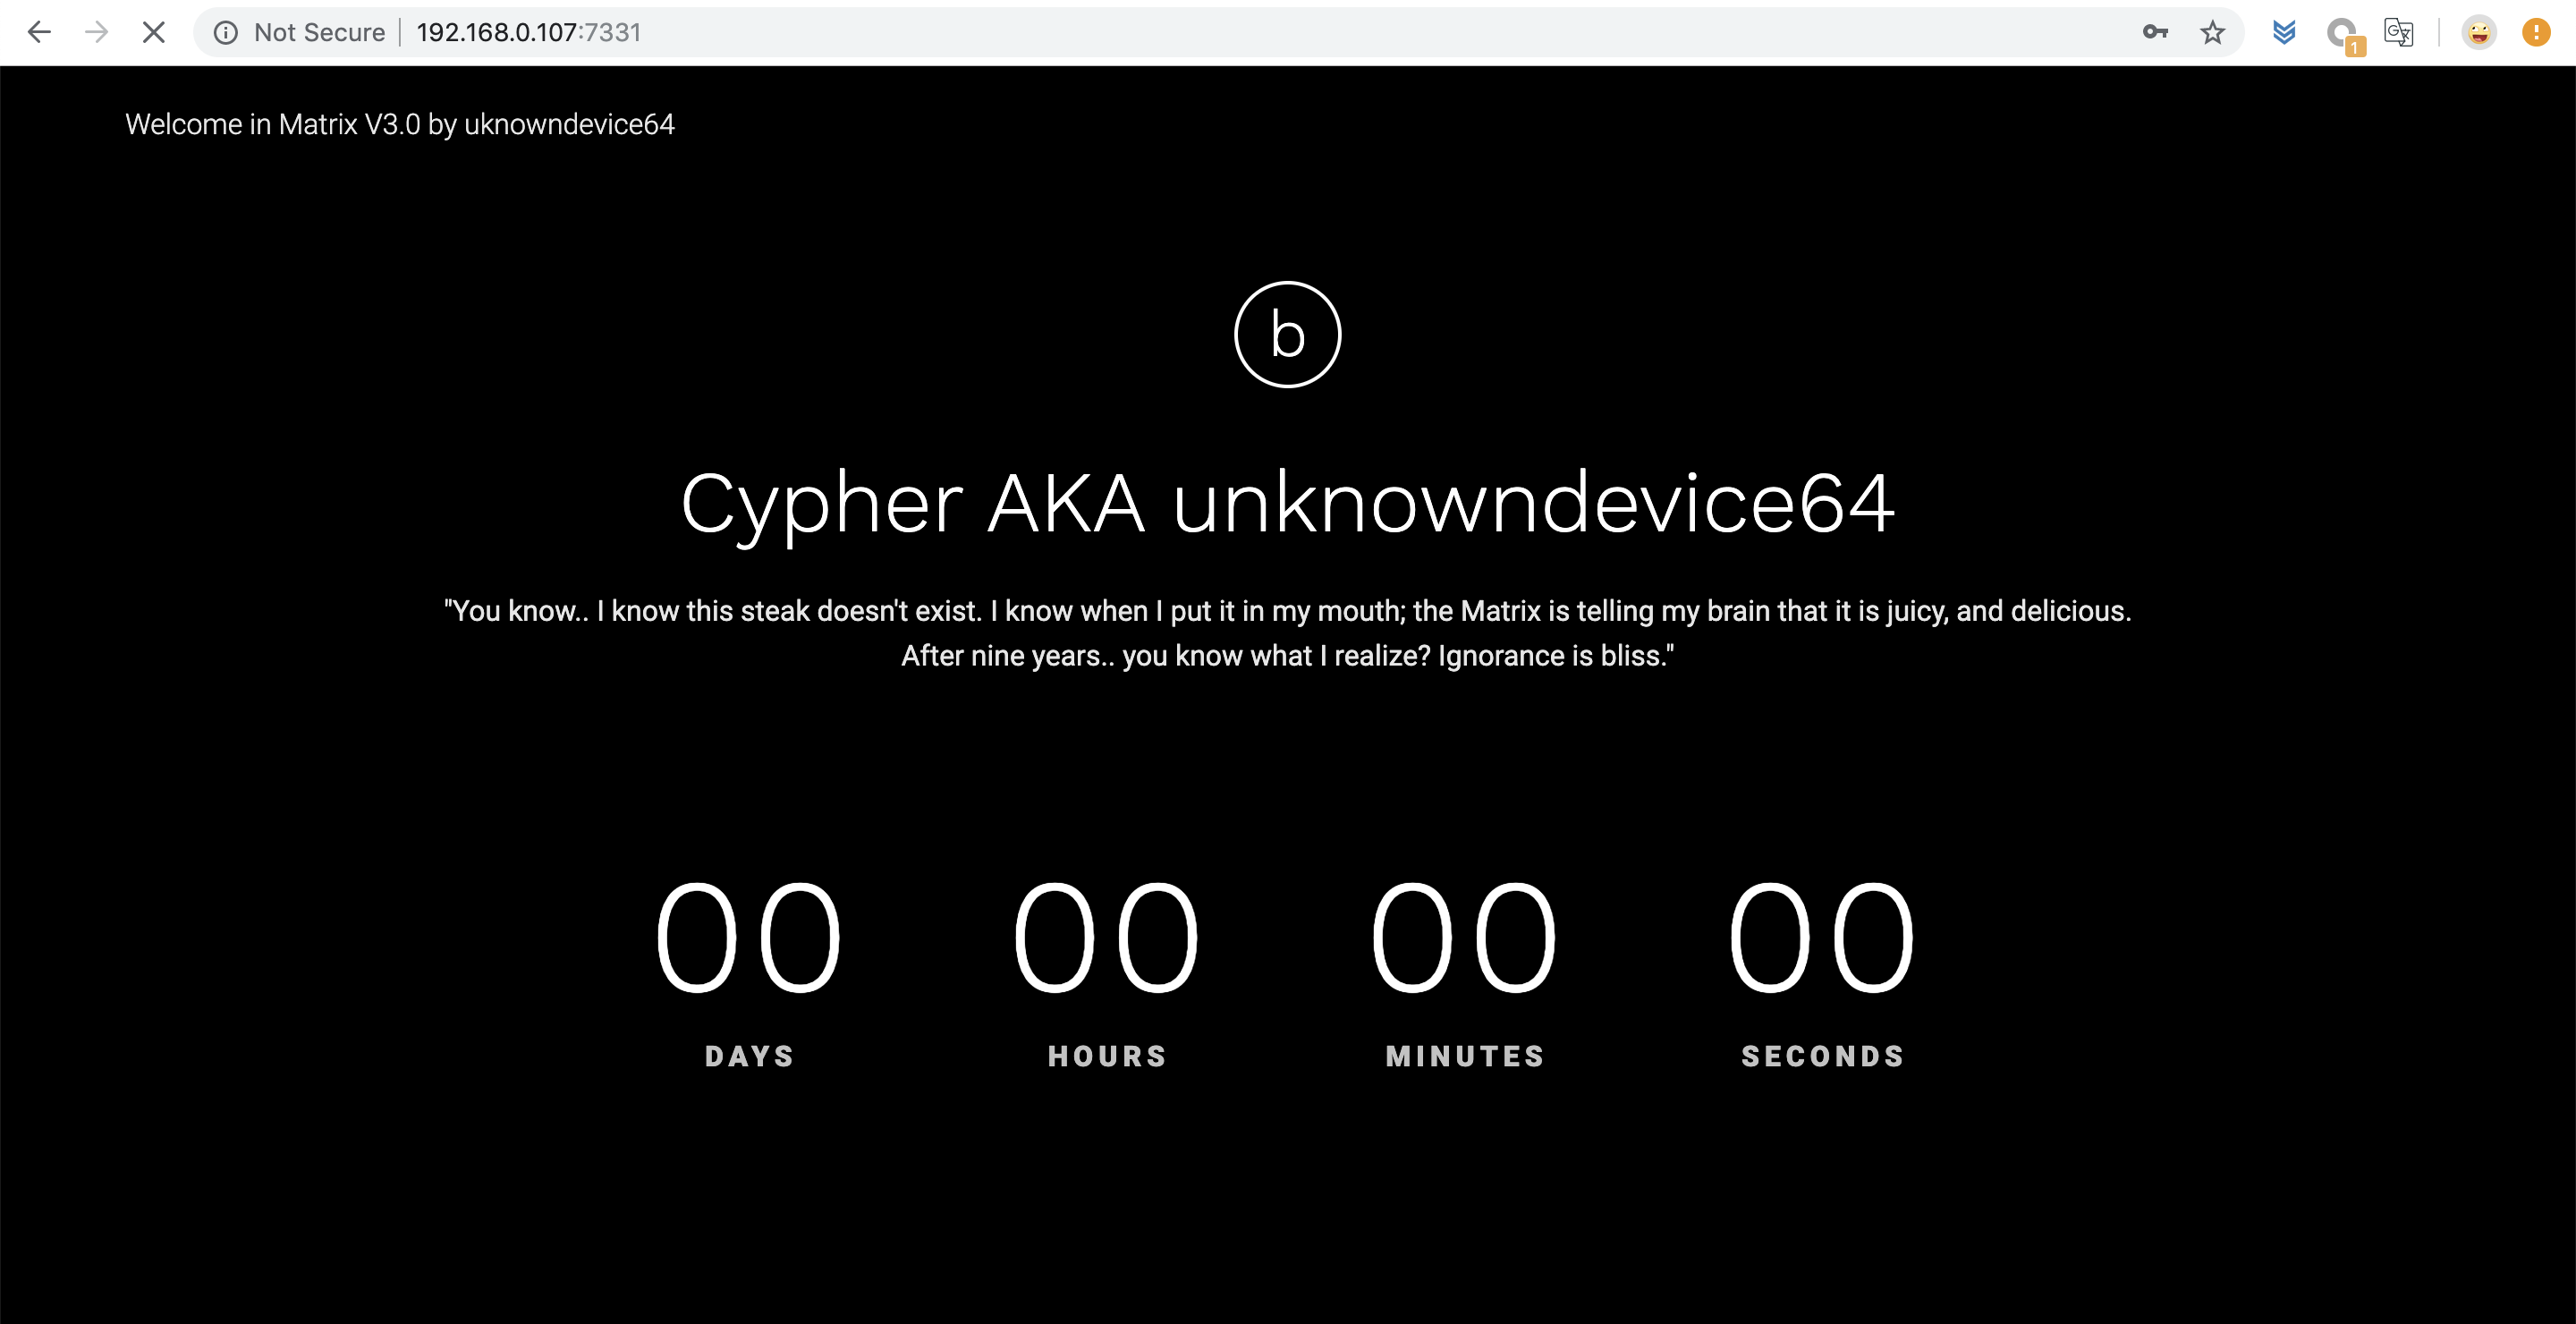 Not Secure | 192.168.0.107:7331
1
Welcome in Matrix V3.0 by uknowndevice64
b
Cypher AKA unknowndevice64
"You know.. I know this steak doesn't exist. I know when I put it in my mouth; the Matrix is telling my brain that it is juicy, and delicious.
After nine years.. you know what I realize? Ignorance is bliss."
00 00 00 00
DAYS HOURS MINUTES SECONDS